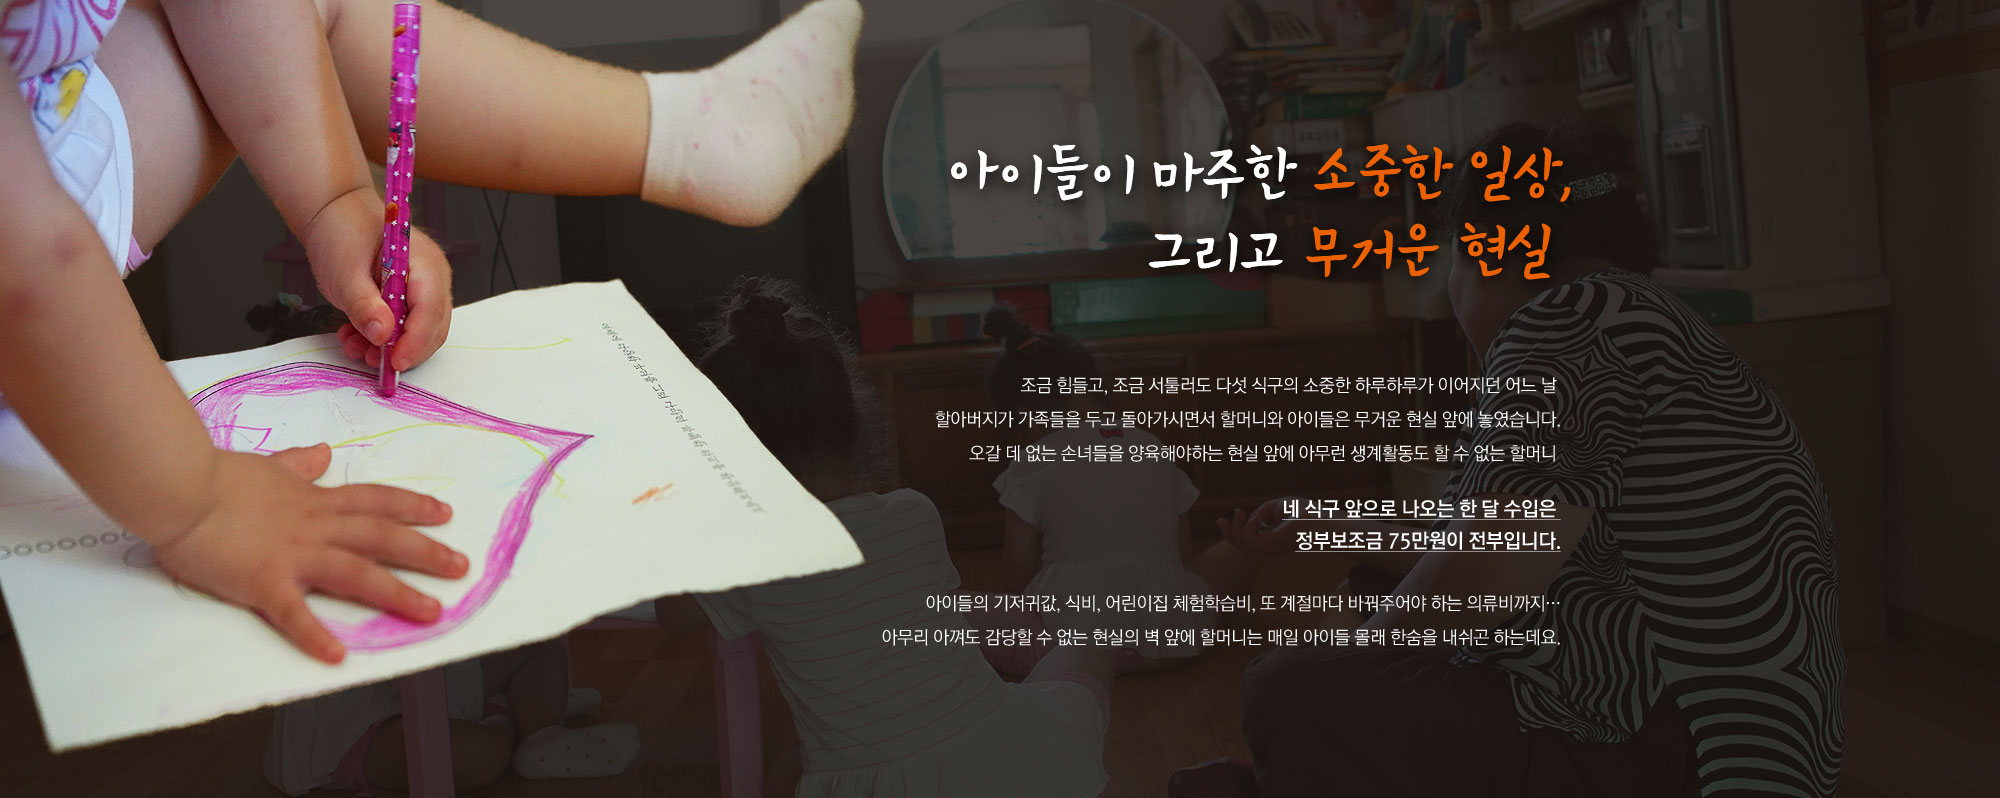 아이들이 마주한 소중한 일상,
그리고 무거운 현실
조금 힘들고, 조금 서툴러도 다섯 식구의 소중한 하루하루가 이어지던 어느 날
할아버지가 가족들을 두고 돌아가시면서 할머니와 아이들은 무거운 현실 앞에 놓였습니다.
오갈 데 없는 손녀들을 양육해야하는 현실 앞에 아무런 생계활동도 할 수 없는 할머니
네 식구 앞으로 나오는 한 달 수입은
정부보조금 75만원이 전부입니다.
아이들의 기저귀값, 식비, 어린이집 체험학습비, 또 계절마다 바꿔주어야 하는 의류비까지…
아무리 아껴도 감당할 수 없는 현실의 벽 앞에 할머니는 매일 아이들 몰래 한숨을 내쉬곤 하는데요.